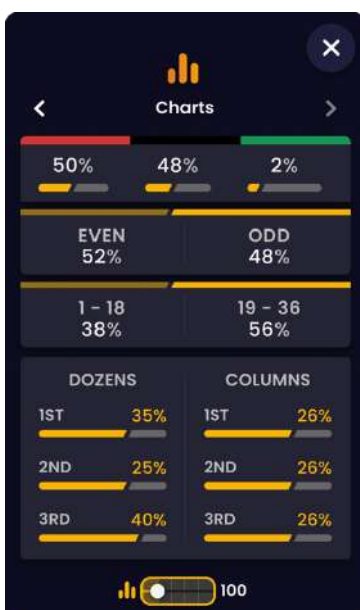 Charts
50% 48% 2%
EVEN ODD
52% 48%
1 - 18 19 - 36
38% 56%
DOZENS COLUMNS
1ST 35% 1ST 26%
2ND 25% 2ND 26%
3RD 40% 3RD 26%
100